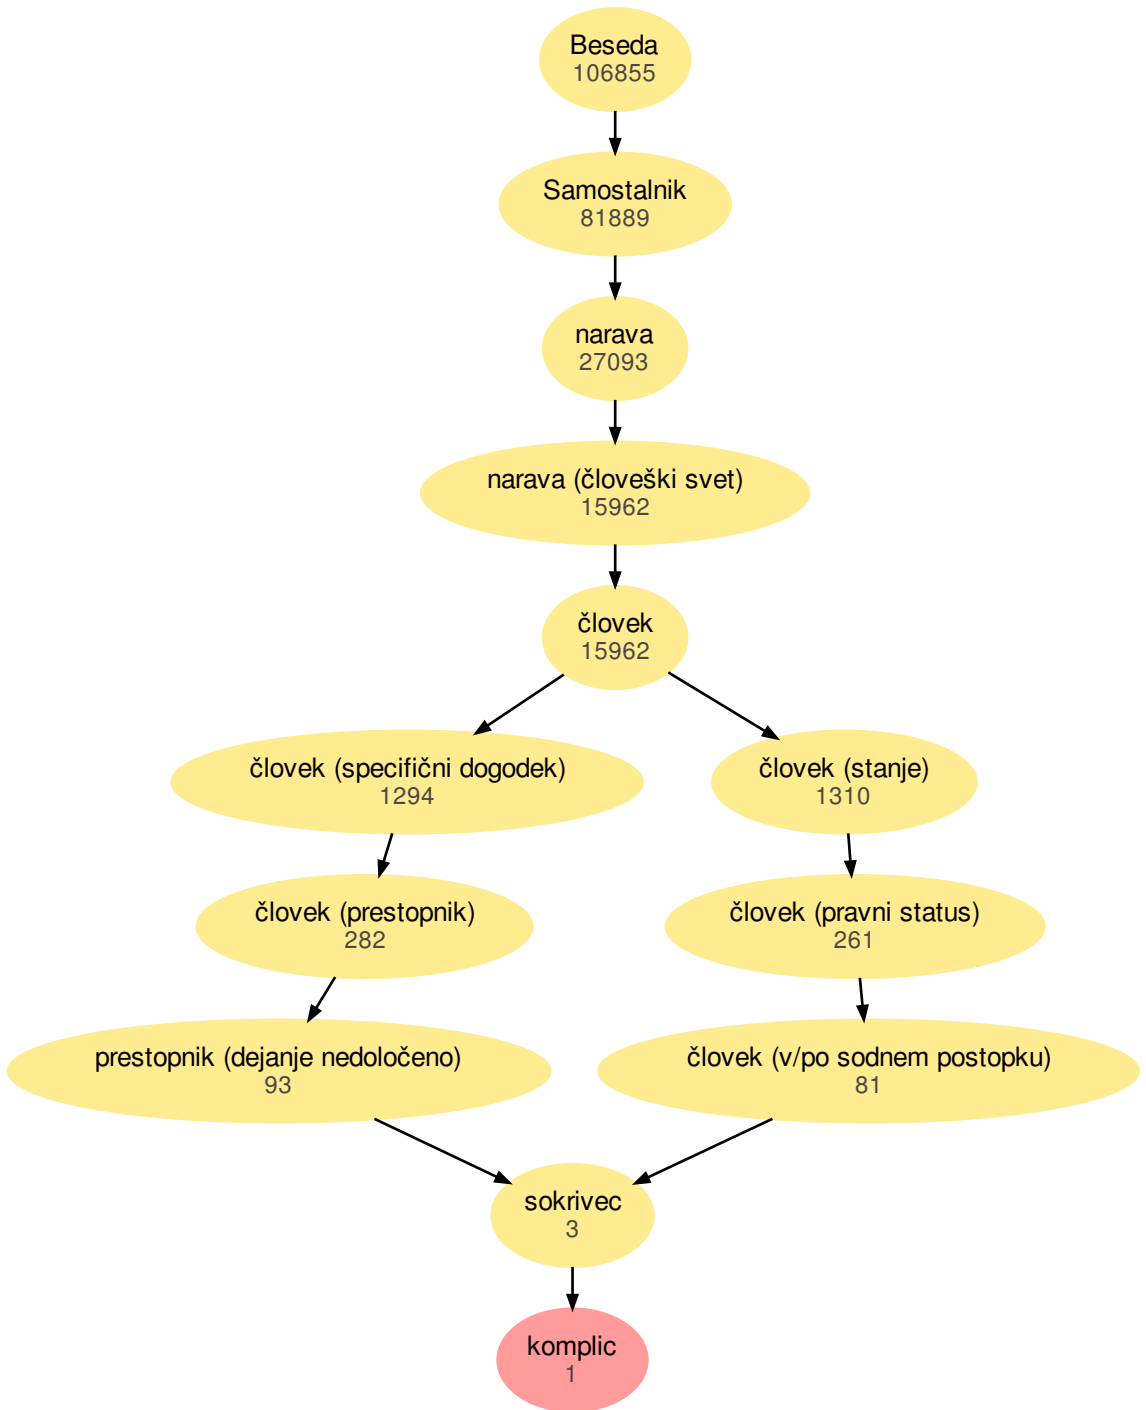 Beseda
106855
Samostalnik
81889
narava
27093
narava (človeški svet)
15962
človek
15962
človek (specifični dogodek)
1294
človek (stanje)
1310
človek (prestopnik)
282
človek (pravni status)
261
prestopnik (dejanje nedoločeno)
93
človek (v/po sodnem postopku)
81
sokrivec
3
komplic
1